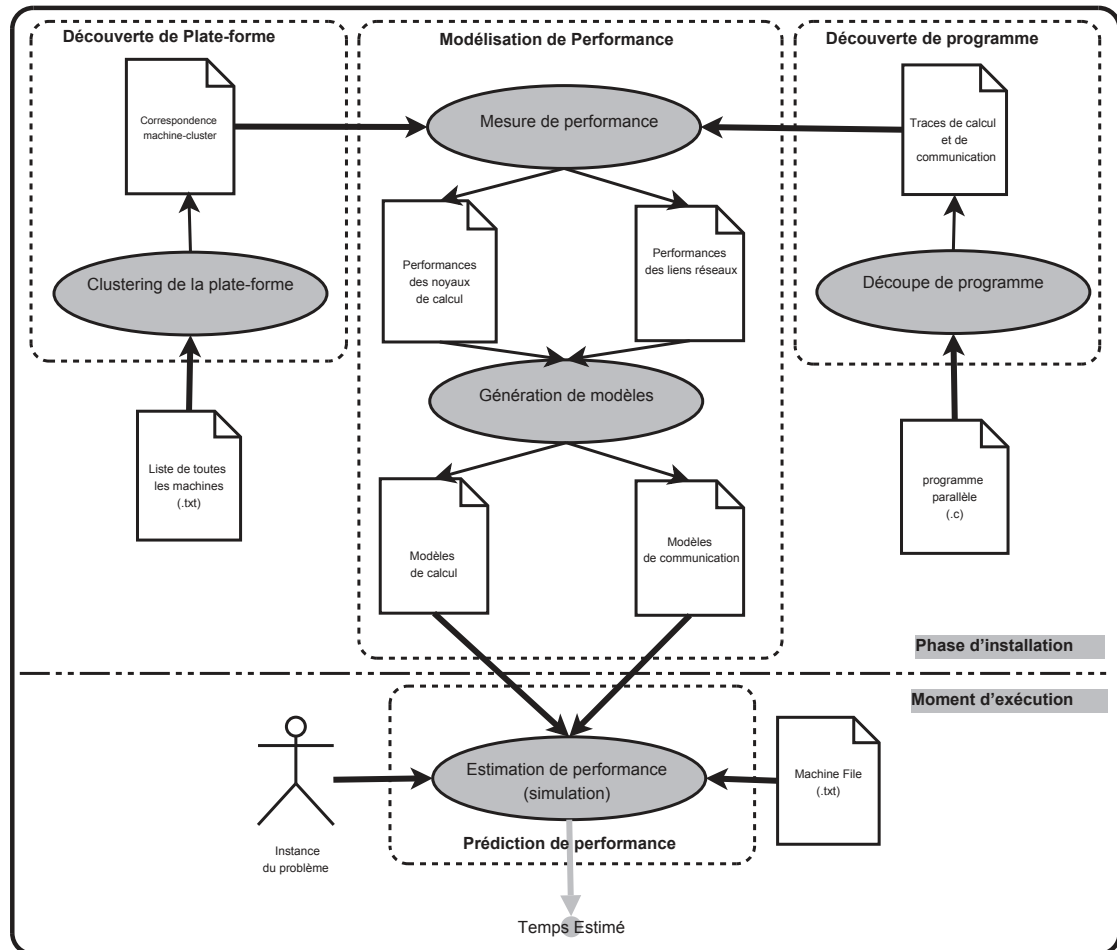 Découverte de Plate-forme
Modélisation de Performance
Découverte de programme
Correspondence
machine-cluster
Mesure de performance
Traces de calcul
et de
communication
Performances
des noyaux
de calcul
Performances
des liens réseaux
Clustering de la plate-forme
Découpe de programme
Génération de modèles
Liste de toutes
les machines
(.txt)
programme
parallèle
(.c)
Modèles
de calcul
Modèles
de communication
Phase d'installation
Moment d'exécution
Estimation de performance
(simulation)
Machine File
(.txt)
Instance
du problème
Prédiction de performance
Temps Estimé